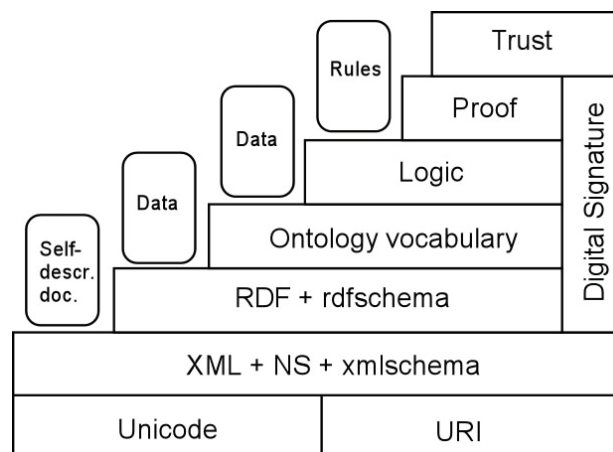 Trust
Rules
Proof
Data
Logic
Data
Ontology vocabulary
Self-
descr.
doc.
RDF + rdfschema
Digital Signature
XML + NS + xmlschema
Unicode
URI